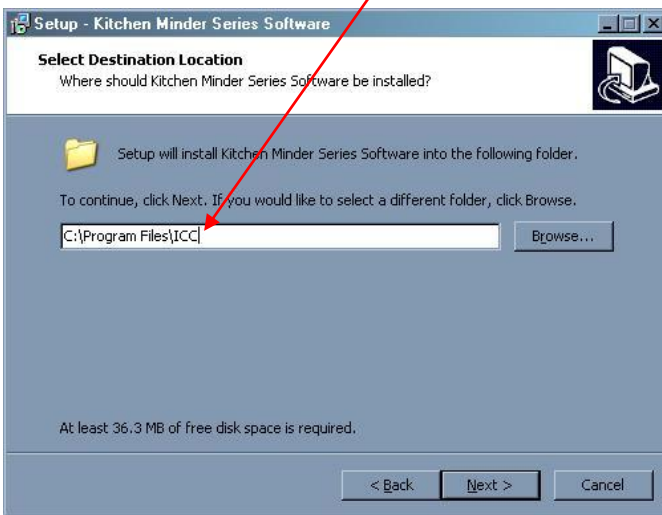 Setup - Kitchen Minder Series Software
Select Destination Location
Where should Kitchen Minder Series Software be installed?
Setup will install Kitchen Minder Series Software into the following folder.
To continue, click Next. If you would like to select a different folder, click Browse.
C:\Program Files\ICC
Browse...
At least 36.3 MB of free disk space is required.
< Back Next > Cancel